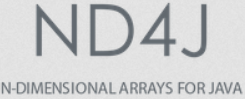 ND4J
N-DIMENSIONAL ARRAYS FOR JAVA